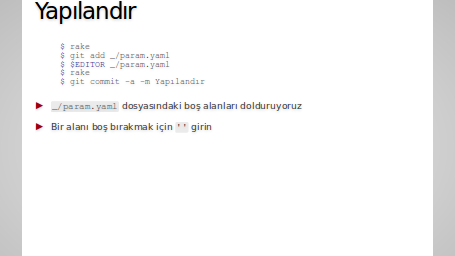 Yapılandır
$ rake
$ git add _/param.yaml
$ $EDITOR _/param.yaml
$ rake
$ git commit -a -m Yapılandır
_/param.yaml dosyasındaki boş alanları dolduruyoruz
Bir alanı boş bırakmak için '' girin